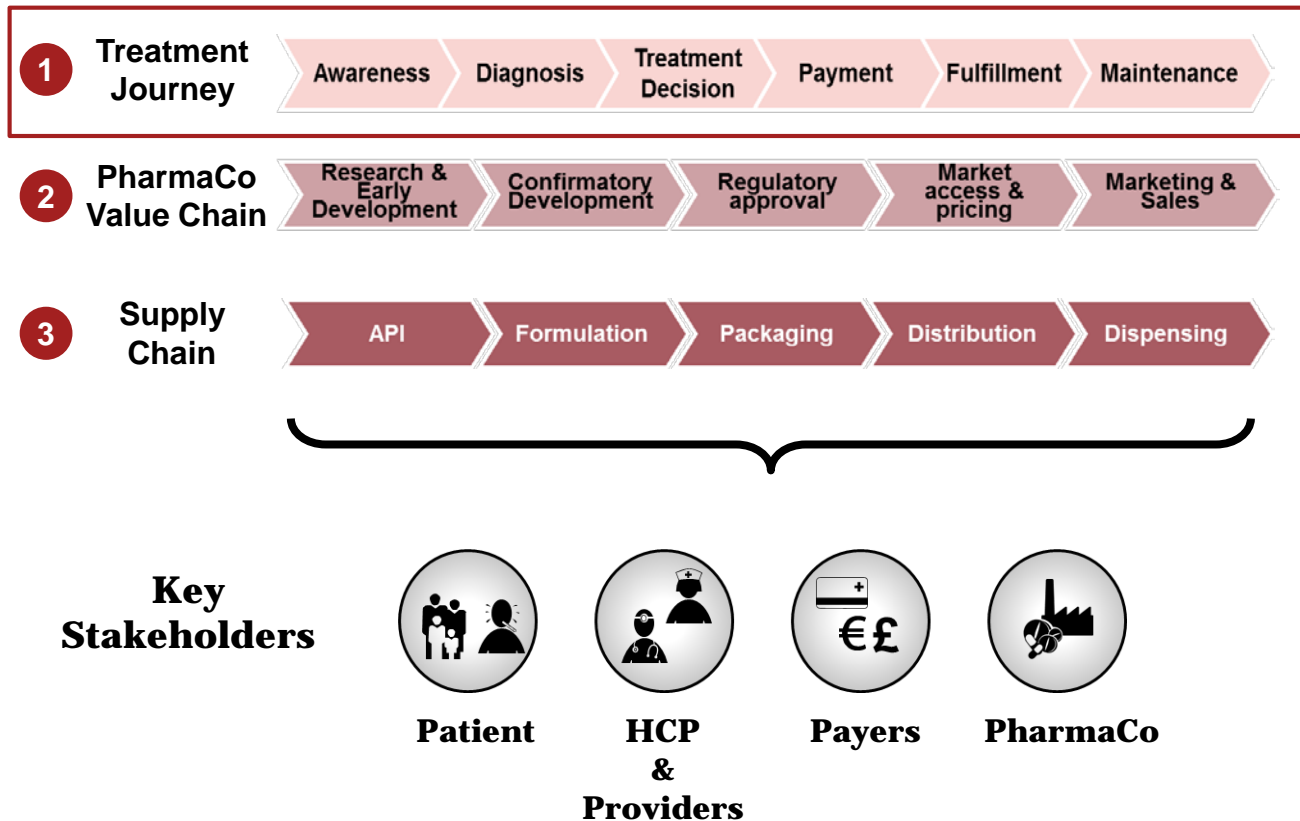 1
Treatment
Journey
Awareness
Diagnosis
Treatment
Decision
Payment
Fulfillment
Maintenance
2
PharmaCo
Value Chain
Research &
Early
Development
Confirmatory
Development
Regulatory
approval
Market
access &
pricing
Marketing &
Sales
3
Supply
Chain
API
Formulation
Packaging
Distribution
Dispensing
Key
Stakeholders
€£
Patient
HCP
&
Providers
Payers
PharmaCo